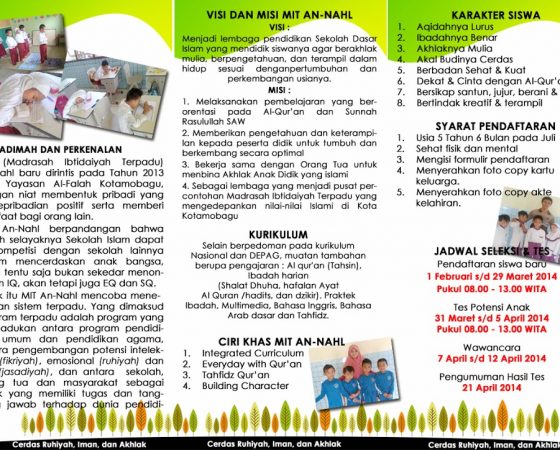 ADIMAH DAN PERKENALAN
(Madrasah Ibtidaiyah Terpadu)
ahl baru dirintis pada Tahun 2013
Yayasan Al-Falah Kotamobagu,
gan niat membentuk pribadi yang
epribadian positif serta memberi
faat bagi orang lain.
An-Nahl berpandangan bahwa
h selayaknya Sekolah Islam dapat
ompetisi dengan sekolah lainnya
m mencerdaskan anak bangsa,
tentu saja bukan sekedar menon-
n IQ, akan tetapi juga EQ dan SQ.
k itu MIT An-Nahl mencoba mene-
an sistem terpadu. Yang dimaksud
ram terpadu adalah program yang
adukan antara program pendidi-
umum dan pendidikan agama,
ra pengembangan potensi intelek-
(fikriyah), emosional (ruhiyah) dan
(jasadiyah), dan antara sekolah,
g tua dan masyarakat sebagai
k yang memiliki tugas dan tang-
g jawab terhadap dunia pendidi-
Cerdas Ruhiyah, Iman, dan Akhlak
VISI DAN MISI MIT AN-NAHL
VISI :
Menjadi lembaga pendidikan Sekolah Dasar
Islam yang mendidik siswanya agar berakhlak
mulia, berpengetahuan, dan terampil dalam
hidup sesuai denganpertumbuhan dan
perkembangan usianya.
MISI :
1. Melaksanakan pembelajaran yang ber-
orentasi pada Al-Qur'an dan Sunnah
Rasulullah SAW
2. Memberikan pengetahuan dan keterampi-
lan kepada peserta didik untuk tumbuh dan
berkembang secara optimal
3. Bekerja sama dengan Orang Tua untuk
membina Akhlak Anak Didik yang islami
4. Sebagai lembaga yang menjadi pusat per-
contohan Madrasah Ibtidaiyah Terpadu yang
mengedepankan nilai-nilai Islami di Kota
Kotamobagu
KURIKULUM
Selain berpedoman pada kurikulum
Nasional dan DEPAG, muatan tambahan
berupa pengajaran : Al qur'an (Tahsin),
Ibadah harian
(Shalat Dhuha, hafalan Ayat
Al Quran /hadits, dan dzikir). Praktek
Ibadah, Multimedia, Bahasa Inggris, Bahasa
Arab dasar dan Tahfidz.
CIRI KHAS MIT AN-NAHL
1. Integrated Curriculum
2. Everyday with Qur'an
3. Tahfidz Qur'an
4. Building Character
Cerdas Ruhiyah, Iman, dan Akhlak
KARAKTER SISWA
1. Aqidahnya Lurus
2. Ibadahnya Benar
3. Akhlaknya Mulia
4. Akal Budinya Cerdas
5. Berbadan Sehat & Kuat
6. Dekat & Cinta dengan Al-Qur'a
7. Bersikap santun, jujur, berani &
8. Bertindak kreatif & terampil
SYARAT PENDAFTARAN
1. Usia 5 Tahun 6 Bulan pada Juli
2. Sehat fisik dan mental
3. Mengisi formulir pendaftaran
4. Menyerahkan foto copy kartu
keluarga.
5. Menyerahkan foto copy akte
kelahiran.
JADWAL SELEKSI & TES
Pendaftaran siswa baru
1 Februari s/d 29 Maret 2014
Pukul 08.00 - 13.00 WITA
Tes Potensi Anak
31 Maret s/d 5 April 2014
Pukul 08.00 - 13.00 WITA
Wawancara
7 April s/d 12 April 2014
Pengumuman Hasil Tes
21 April 2014
Cerdas Ruhiyah, Iman, dan Akhlak